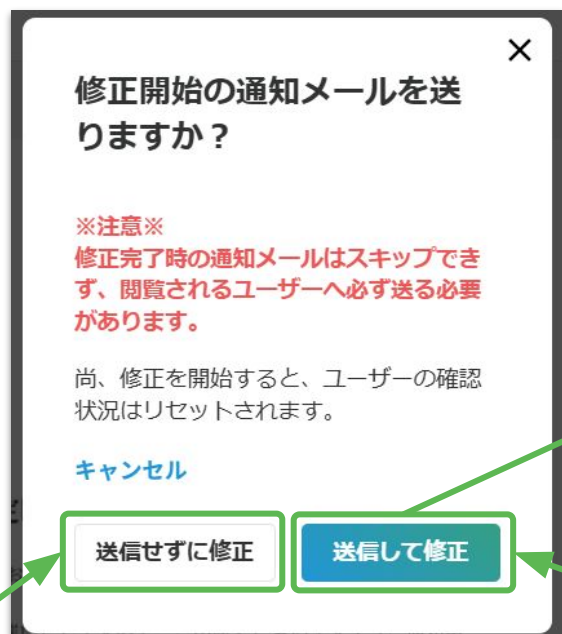 修正開始の通知メールを送
りますか？
※注意※
修正完了時の通知メールはスキップでき
ず、閲覧されるユーザーへ必ず送る必要
があります。
尚、修正を開始すると、ユーザーの確認
状況はリセットされます。
キャンセル
送信せずに修正
送信して修正